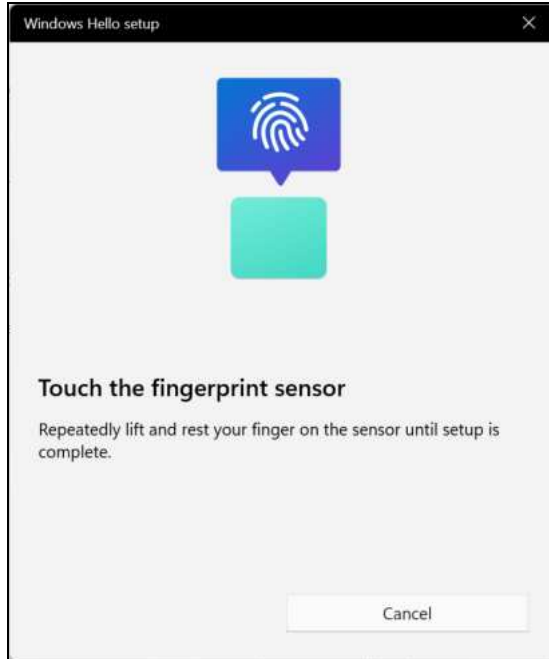 Windows Hello setup
Touch the fingerprint sensor
Repeatedly lift and rest your finger on the sensor until setup is
complete.
Cancel